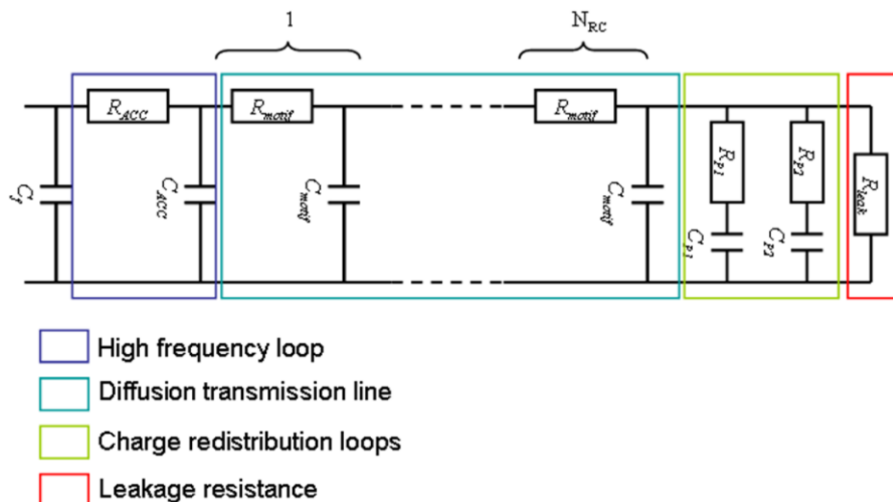 1
N_RC
R_ACC
R_motif
R_motif
C_f
C_ACC
C_motif
C_motif
R_P1
R_P2
C_P1
C_P2
R_leak
High frequency loop
Diffusion transmission line
Charge redistribution loops
Leakage resistance